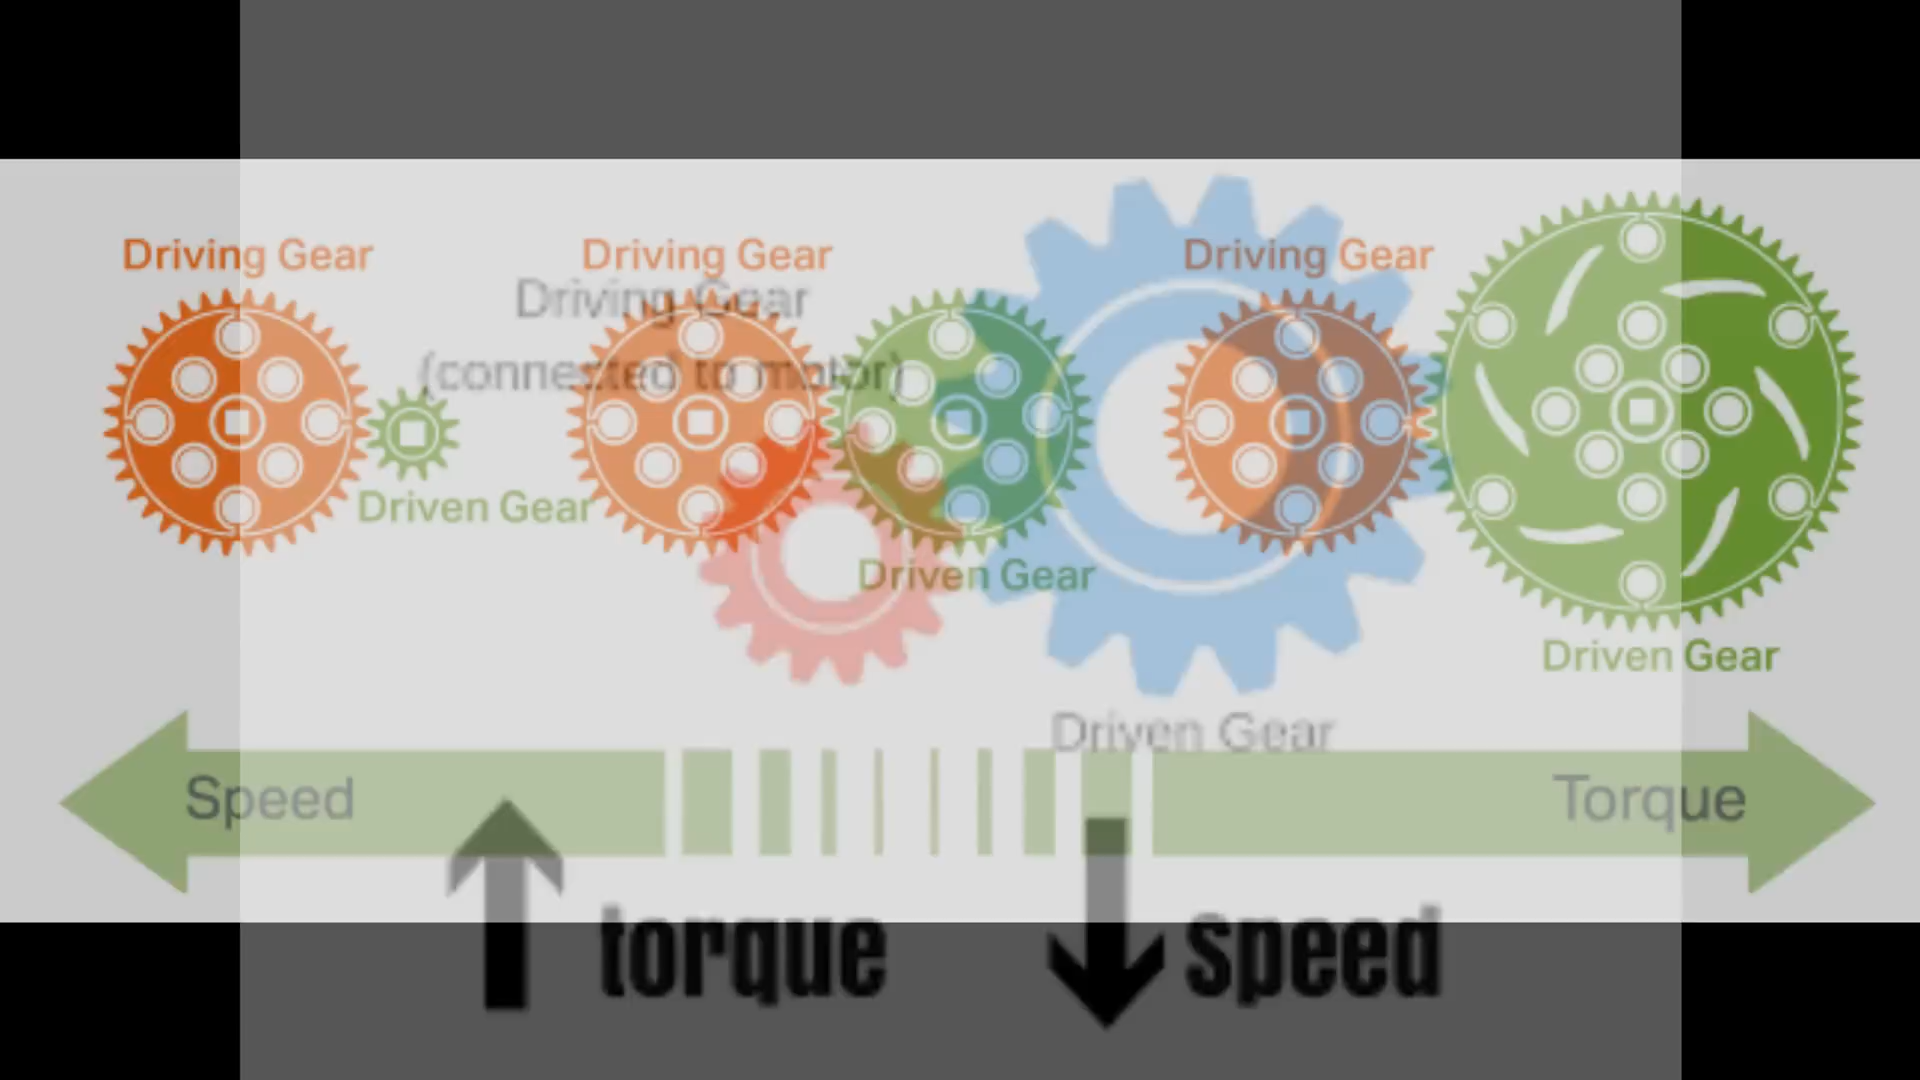 Driving Gear
Driving Gear
Driving Gear
Driving Gear
(connected to motor)
Driven Gear
Driven Gear
Driven Gear
Driven Gear
Speed
Torque
torque
speed